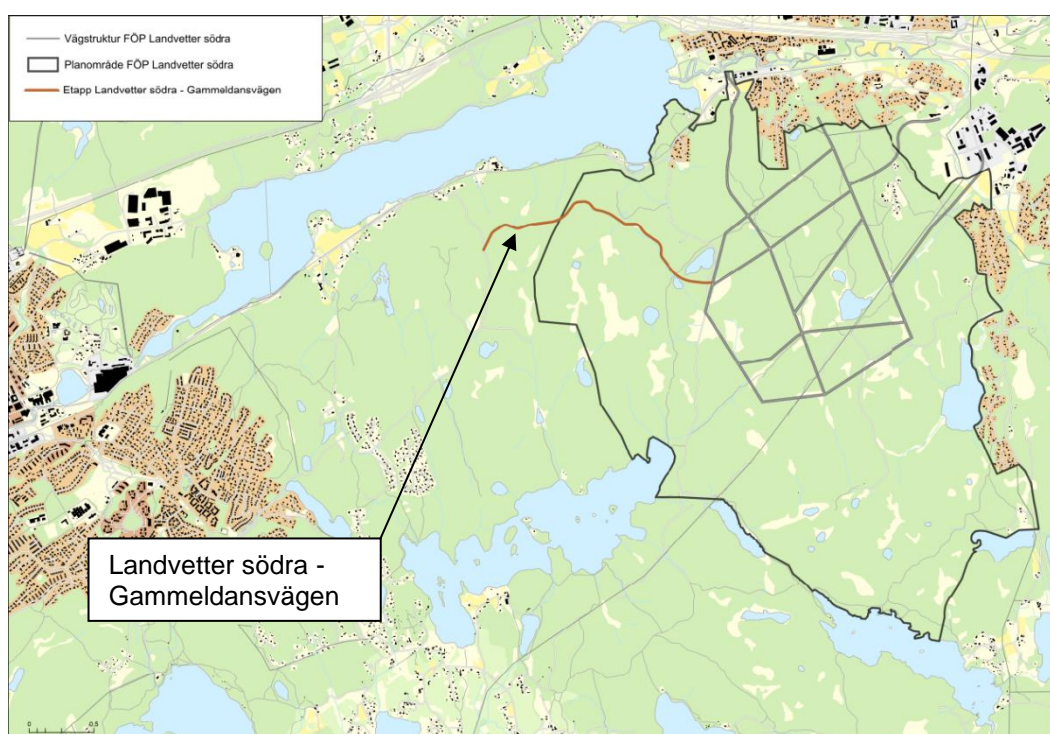 Vägstruktur FÖP Landvetter södra
Planområde FÖP Landvetter södra
Etapp Landvetter södra - Gammeldansvägen
Landvetter södra -
Gammeldansvägen
0 0,5